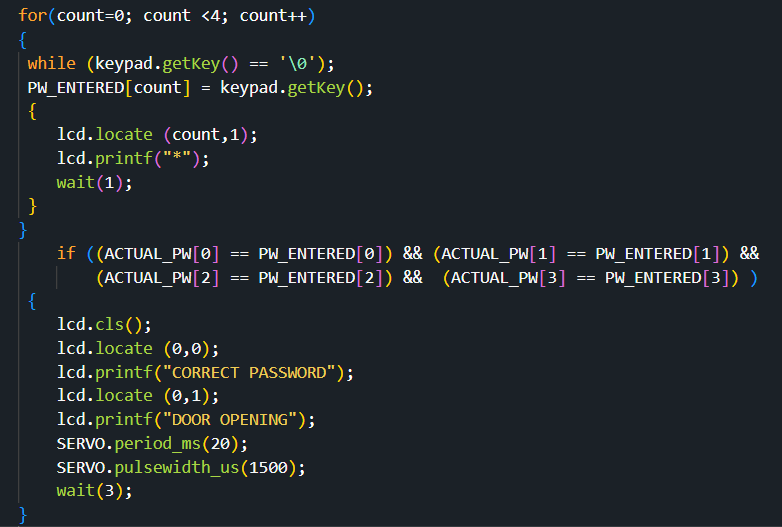 for(count=0; count <4; count++)
{
while (keypad.getKey() == '\0');
PW_ENTERED[count] = keypad.getKey();
{
lcd.locate (count,1);
lcd.printf("*");
wait(1);
}
}
if ((ACTUAL_PW[0] == PW_ENTERED[0]) && (ACTUAL_PW[1] == PW_ENTERED[1]) &&
(ACTUAL_PW[2] == PW_ENTERED[2]) &&  (ACTUAL_PW[3] == PW_ENTERED[3]) )
{
lcd.cls();
lcd.locate (0,0);
lcd.printf("CORRECT PASSWORD");
lcd.locate (0,1);
lcd.printf("DOOR OPENING");
SERVO.period_ms(20);
SERVO.pulsewidth_us(1500);
wait(3);
}